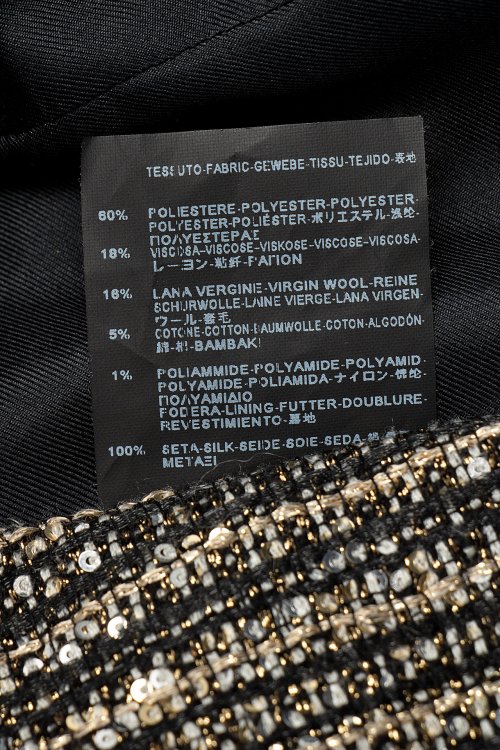 TESSUTO-FABRIC-GEWEBE-TISSU-TEJIDO-表地
60% POLIESTERE-POLYESTER-POLYESTER-
POLYESTER-POLIÉSTER-ポリエステル-涤纶-
ΠΟΛΥΕΣΤΕΡΑΣ
18% VISCOSA-VISCOSE-VISKOSE-VISCOSE-VISCOSA-
レーヨン-粘纤-ΡΑΓΙΟΝ
16% LANA VERGINE-VIRGIN WOOL-REINE
SCHURWOLLE-LAINE VIERGE-LANA VIRGEN-
ウール-羊毛
5% COTONE-COTTON-BAUMWOLLE-COTON-ALGODÓN-
綿-棉-BAMBAKI
1% POLIAMMIDE-POLYAMIDE-POLYAMID-
POLYAMIDE-POLIAMIDA-ナイロン-锦纶-
ΠΟΛΥΑΜΙΔΙΟ
FODERA-LINING-FUTTER-DOUBLURE-
REVESTIMIENTO-裏地
100% SETA-SILK-SEIDE-SOIE-SEDA-
ΜΕΤΑΞΙ